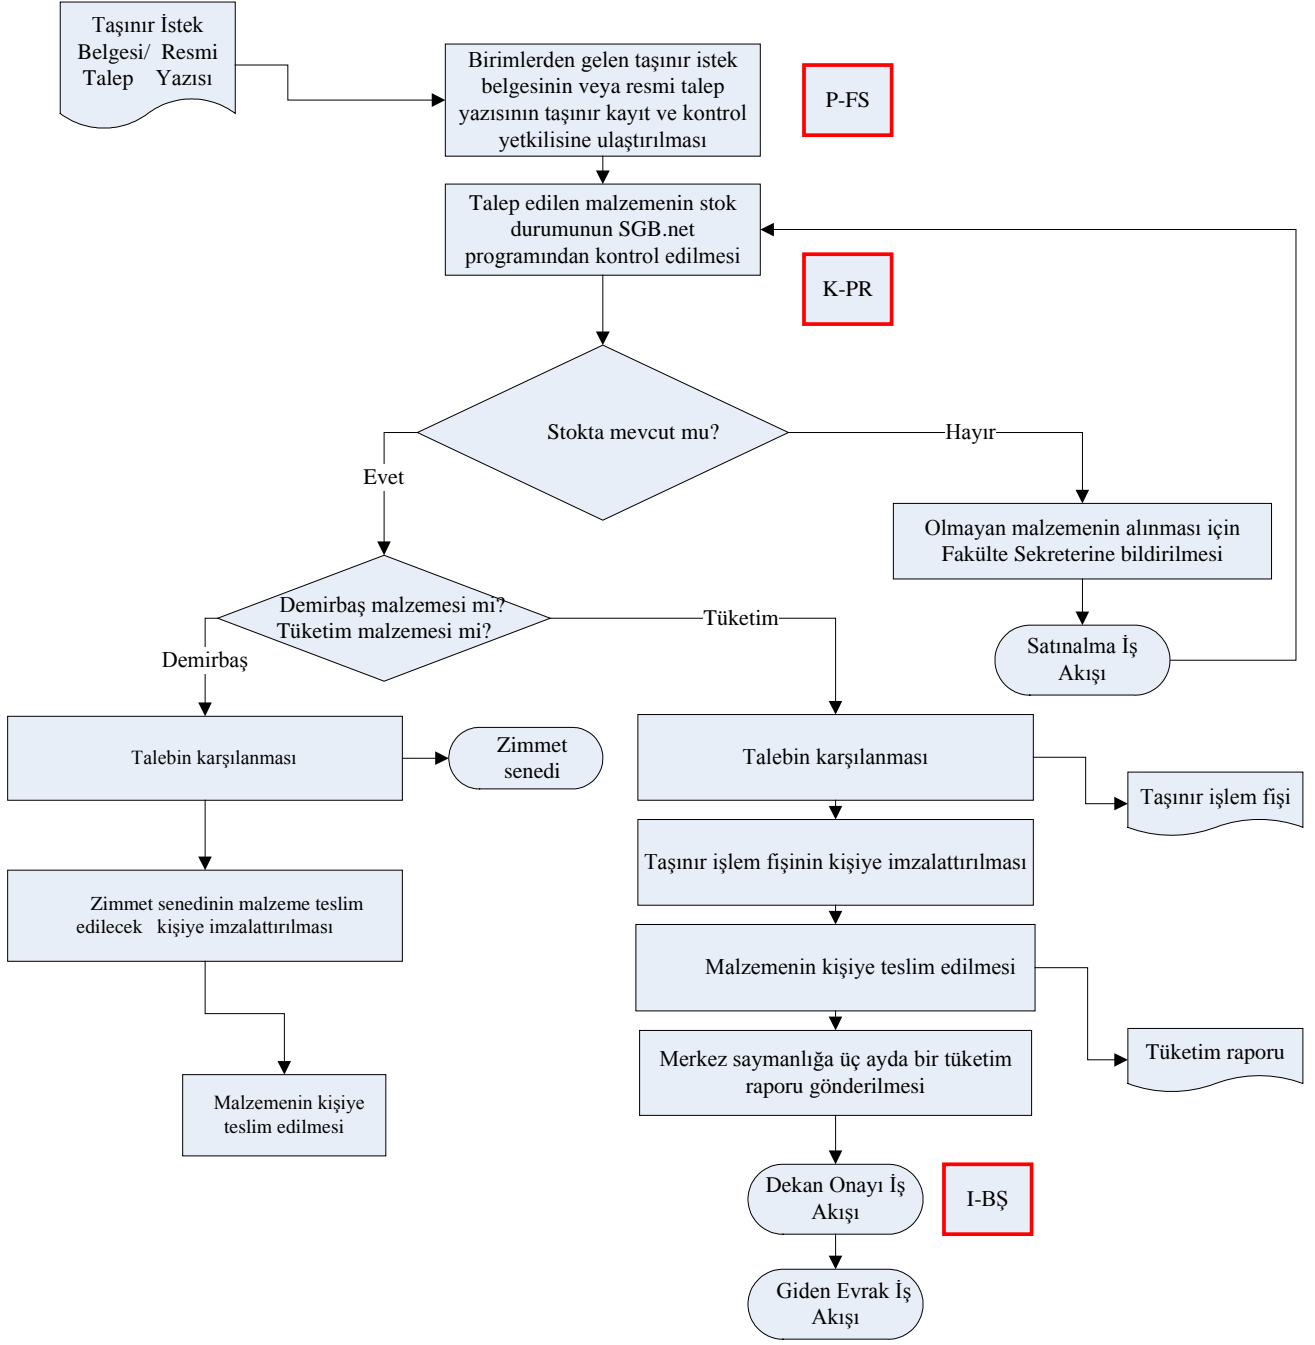 Taşınır İstek
Belgesi/ Resmi
Talep Yazısı
Birimlerden gelen taşınır istek
belgesinin veya resmi talep
yazısının taşınır kayıt ve kontrol
yetkilisine ulaştırılması
P-FS
Talep edilen malzemenin stok
durumunun SGB.net
programından kontrol edilmesi
K-PR
Stokta mevcut mu?
Hayır
Evet
Olmayan malzemenin alınması için
Fakülte Sekreterine bildirilmesi
Demirbaş malzemesi mi?
Tüketim malzemesi mi?
Tüketim
Demirbaş
Satınalma İş
Akışı
Talebin karşılanması
Zimmet
senedi
Talebin karşılanması
Taşınır işlem fişi
Zimmet senedinin malzeme teslim
edilecek kişiye imzalattırılması
Taşınır işlem fişinin kişiye imzalattırılması
Malzemenin kişiye teslim edilmesi
Malzemenin kişiye
teslim edilmesi
Merkez saymanlığa üç ayda bir tüketim
raporu gönderilmesi
Tüketim raporu
Dekan Onayı İş
Akışı
I-BŞ
Giden Evrak İş
Akışı